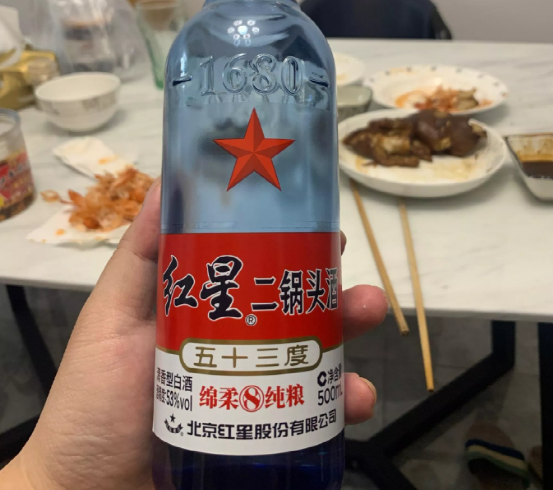 1680
红星® 二锅头酒
五十三度
清香型白酒
酒精度:53%vol
绵柔8纯粮
净含量:
500mL
北京红星股份有限公司